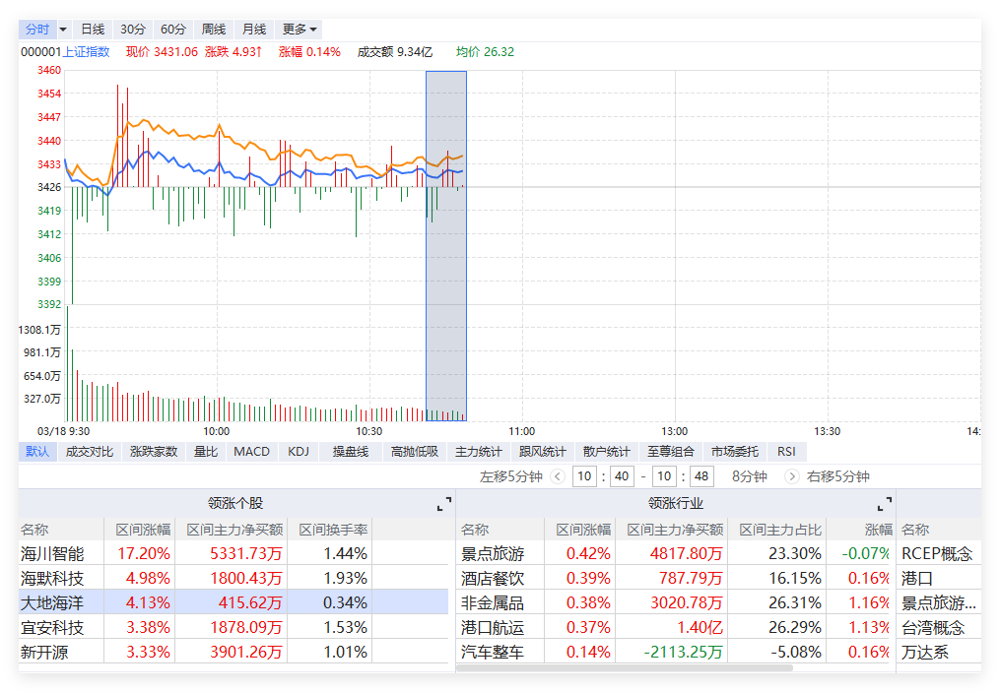 分时 日线 30分 60分 周线 月线 更多
000001上证指数 现价 3431.06 涨跌 4.93↑ 涨幅 0.14% 成交额 9.34亿 均价 26.32
3460
3454
3447
3440
3433
3426
3419
3412
3406
3399
3392
1308.1万
981.1万
654.0万
327.0万
03/18 9:30 10:00 10:30 11:00 13:00 13:30 14:
默认 成交对比 涨跌家数 量比 MACD KDJ 操盘线 高抛低吸 主力统计 跟风统计 散户统计 至尊组合 市场委托 RSI
左移5分钟 < 10 : 40 - 10 : 48 8分钟 > 右移5分钟
领涨个股 领涨行业
名称 区间涨幅 区间主力净买额 区间换手率 名称 区间涨幅 区间主力净买额 区间主力占比 涨幅 名称
海川智能 17.20% 5331.73万 1.44% 景点旅游 0.42% 4817.80万 23.30% -0.07% RCEP概念
海默科技 4.98% 1800.43万 1.93% 酒店餐饮 0.39% 787.79万 16.15% 0.16% 港口
大地海洋 4.13% 415.62万 0.34% 非金属品 0.38% 3020.78万 26.31% 1.16% 景点旅游...
宜安科技 3.38% 1878.09万 1.53% 港口航运 0.37% 1.40亿 26.29% 1.13% 台湾概念
新开源 3.33% 3901.26万 1.01% 汽车整车 0.14% -2113.25万 -5.08% 0.16% 万达系